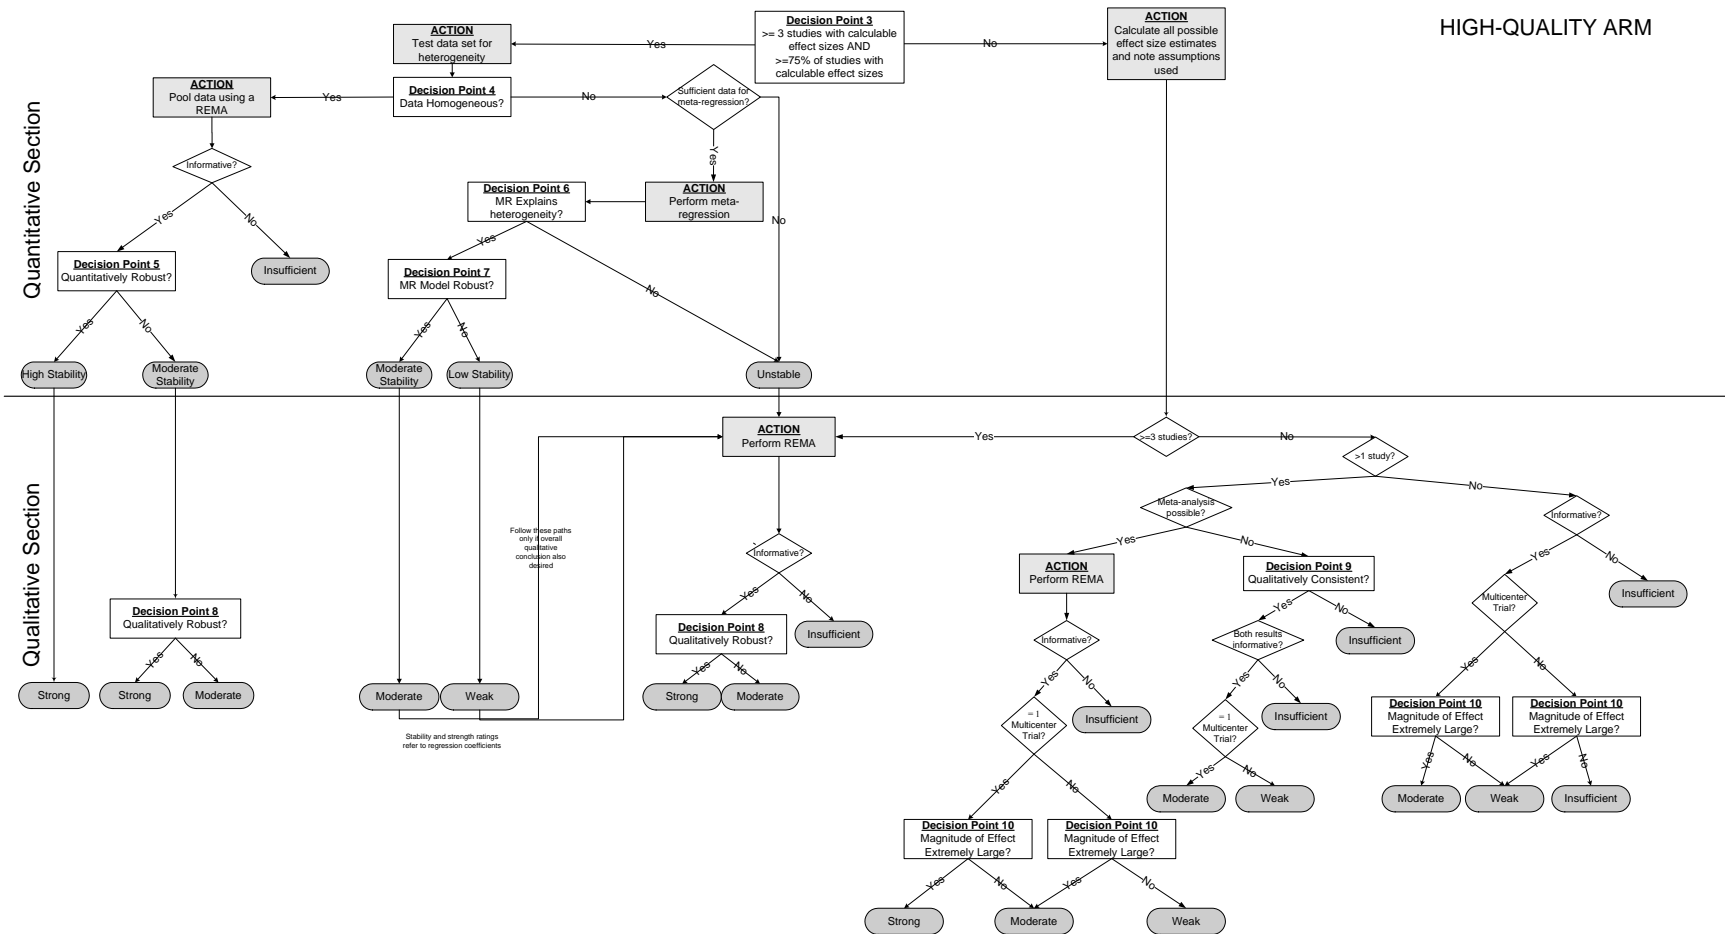 HIGH-QUALITY ARM
Quantitative Section
Qualitative Section
Decision Point 3
>= 3 studies with calculable
effect sizes AND
>=75% of studies with
calculable effect sizes
Yes
No
ACTION
Test data set for
heterogeneity
ACTION
Calculate all possible
effect size estimates
and note assumptions
used
Decision Point 4
Data Homogeneous?
Yes
No
ACTION
Pool data using a
REMA
Sufficient data for
meta-regression?
Yes
No
Informative?
Yes
No
Decision Point 6
MR Explains
heterogeneity?
ACTION
Perform meta-
regression
Yes
No
Decision Point 5
Quantitatively Robust?
Insufficient
Decision Point 7
MR Model Robust?
Yes
No
Yes
No
High Stability
Moderate
Stability
Moderate
Stability
Low Stability
Unstable
ACTION
Perform REMA
Yes
>=3 studies?
No
>1 study?
Yes
No
Meta-analysis
possible?
Informative?
Follow these paths
only if overall
qualitative
conclusion also
desired
Informative?
Yes
No
Yes
No
Yes
No
ACTION
Perform REMA
Decision Point 9
Qualitatively Consistent?
Insufficient
Decision Point 8
Qualitatively Robust?
Decision Point 8
Qualitatively Robust?
Insufficient
Informative?
Yes
No
Both results
informative?
Insufficient
Multicenter
Trial?
Yes
No
Yes
No
Yes
No
Yes
No
Yes
No
Strong
Strong
Moderate
Moderate
Weak
Strong
Moderate
Insufficient
Insufficient
Stability and strength ratings
refer to regression coefficients
= 1
Multicenter
Trial?
= 1
Multicenter
Trial?
Decision Point 10
Magnitude of Effect
Extremely Large?
Decision Point 10
Magnitude of Effect
Extremely Large?
Yes
No
Yes
No
Yes
No
Yes
No
Moderate
Weak
Moderate
Weak
Insufficient
Decision Point 10
Magnitude of Effect
Extremely Large?
Decision Point 10
Magnitude of Effect
Extremely Large?
Yes
No
Yes
No
Strong
Moderate
Weak